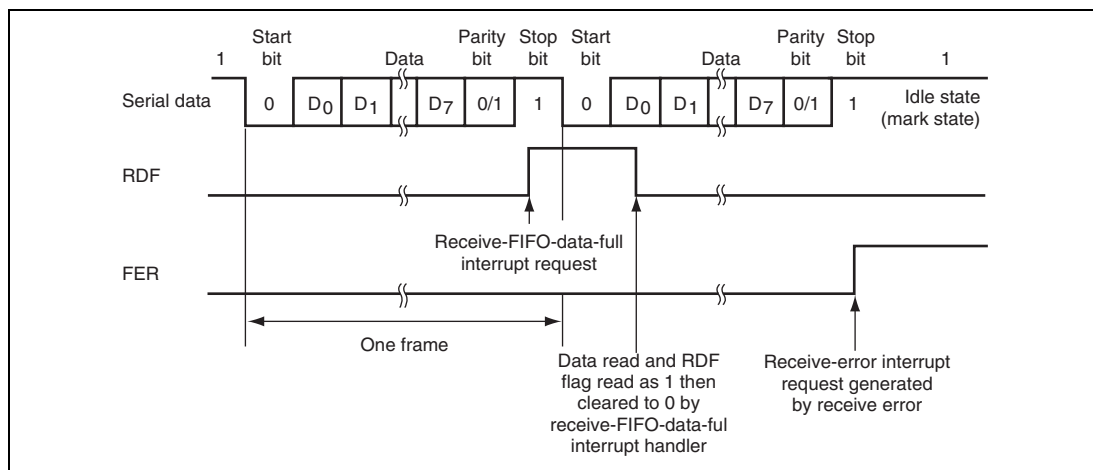 1 Start bit Data Parity bit Stop bit Start bit Data Parity bit Stop bit 1
Serial data 0 D0 D1 D7 0/1 1 0 D0 D1 D7 0/1 1 Idle state (mark state)
RDF
Receive-FIFO-data-full
interrupt request
FER
One frame
Data read and RDF
flag read as 1 then
cleared to 0 by
receive-FIFO-data-ful
interrupt handler
Receive-error interrupt
request generated
by receive error